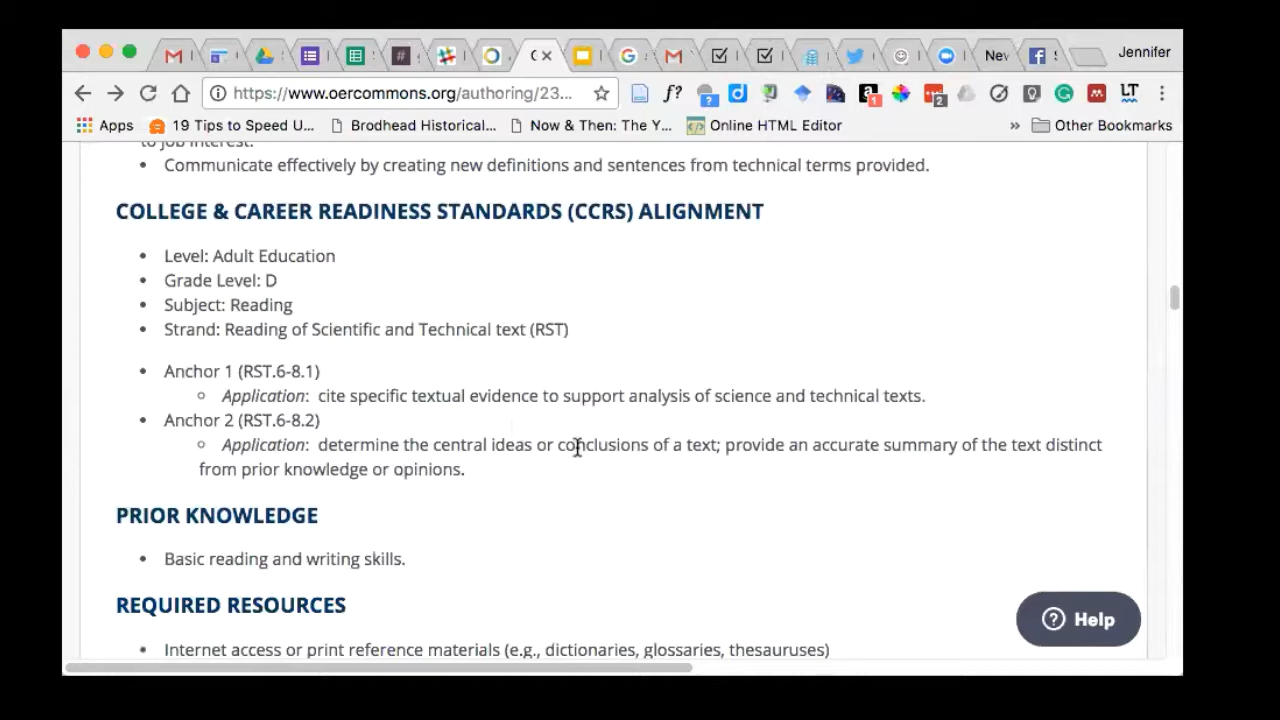 Jennifer
https://www.oercommons.org/authoring/23...
Apps 19 Tips to Speed U... Brodhead Historical... Now & Then: The Y... Online HTML Editor » Other Bookmarks
to job interest.
• Communicate effectively by creating new definitions and sentences from technical terms provided.
COLLEGE & CAREER READINESS STANDARDS (CCRS) ALIGNMENT
• Level: Adult Education
• Grade Level: D
• Subject: Reading
• Strand: Reading of Scientific and Technical text (RST)
• Anchor 1 (RST.6-8.1)
○ Application: cite specific textual evidence to support analysis of science and technical texts.
• Anchor 2 (RST.6-8.2)
○ Application: determine the central ideas or conclusions of a text; provide an accurate summary of the text distinct
from prior knowledge or opinions.
PRIOR KNOWLEDGE
• Basic reading and writing skills.
REQUIRED RESOURCES
Help
• Internet access or print reference materials (e.g., dictionaries, glossaries, thesauruses)